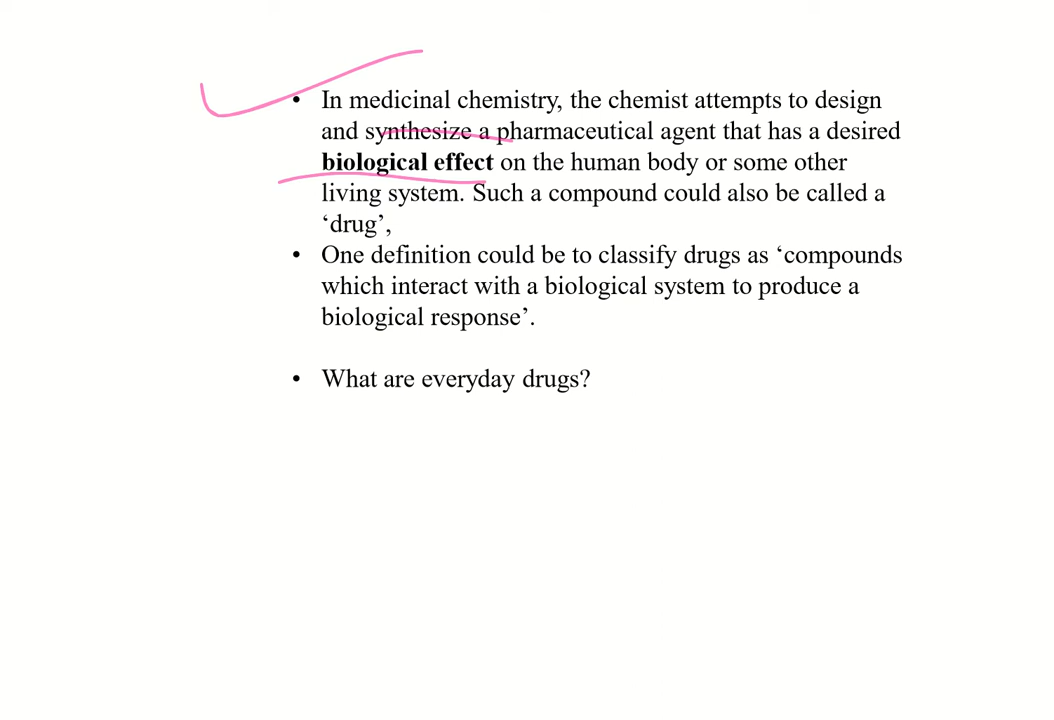 • In medicinal chemistry, the chemist attempts to design
and synthesize a pharmaceutical agent that has a desired
biological effect on the human body or some other
living system. Such a compound could also be called a
‘drug’,
• One definition could be to classify drugs as ‘compounds
which interact with a biological system to produce a
biological response’.
• What are everyday drugs?